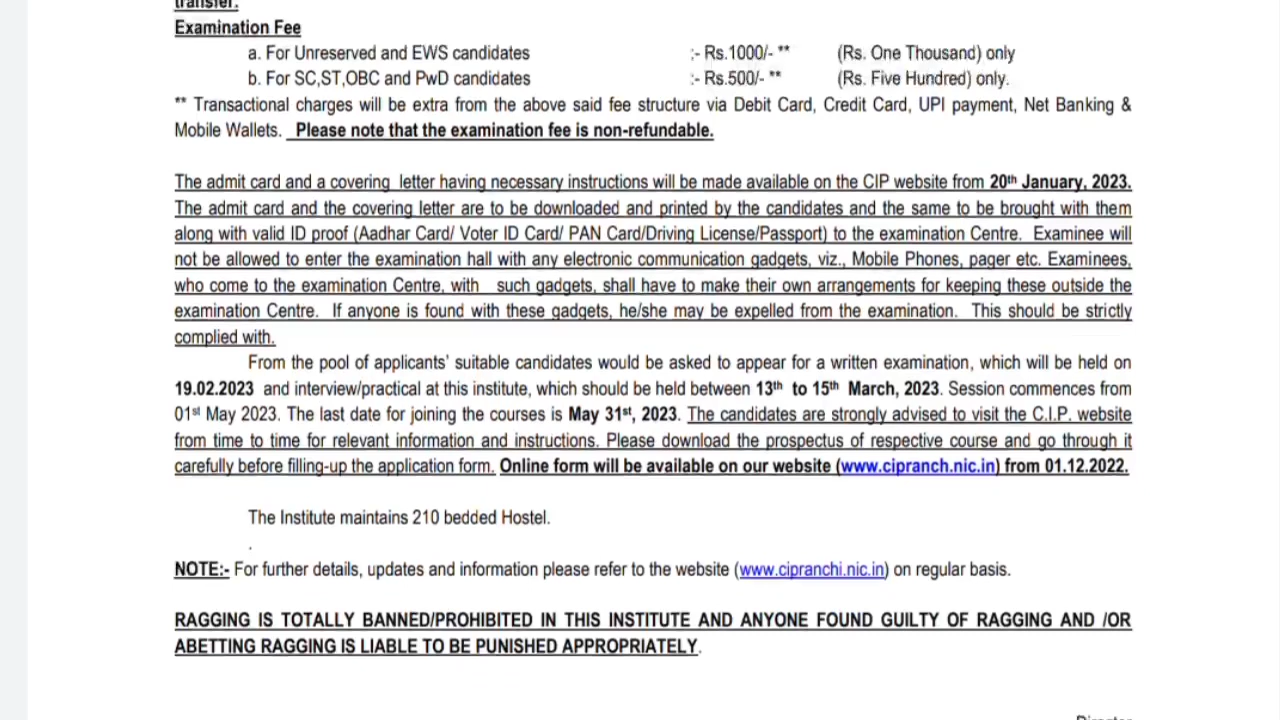 transfer.
Examination Fee
a. For Unreserved and EWS candidates :- Rs.1000/- ** (Rs. One Thousand) only
b. For SC,ST,OBC and PwD candidates :- Rs.500/- ** (Rs. Five Hundred) only.
** Transactional charges will be extra from the above said fee structure via Debit Card, Credit Card, UPI payment, Net Banking &
Mobile Wallets. Please note that the examination fee is non-refundable.
The admit card and a covering letter having necessary instructions will be made available on the CIP website from 20th January, 2023.
The admit card and the covering letter are to be downloaded and printed by the candidates and the same to be brought with them
along with valid ID proof (Aadhar Card/ Voter ID Card/ PAN Card/Driving License/Passport) to the examination Centre. Examinee will
not be allowed to enter the examination hall with any electronic communication gadgets, viz., Mobile Phones, pager etc. Examinees,
who come to the examination Centre, with such gadgets, shall have to make their own arrangements for keeping these outside the
examination Centre. If anyone is found with these gadgets, he/she may be expelled from the examination. This should be strictly
complied with.
From the pool of applicants' suitable candidates would be asked to appear for a written examination, which will be held on
19.02.2023 and interview/practical at this institute, which should be held between 13th to 15th March, 2023. Session commences from
01st May 2023. The last date for joining the courses is May 31st, 2023. The candidates are strongly advised to visit the C.I.P. website
from time to time for relevant information and instructions. Please download the prospectus of respective course and go through it
carefully before filling-up the application form. Online form will be available on our website (www.cipranch.nic.in) from 01.12.2022.
The Institute maintains 210 bedded Hostel.
.
NOTE:- For further details, updates and information please refer to the website (www.cipranchi.nic.in) on regular basis.
RAGGING IS TOTALLY BANNED/PROHIBITED IN THIS INSTITUTE AND ANYONE FOUND GUILTY OF RAGGING AND /OR
ABETTING RAGGING IS LIABLE TO BE PUNISHED APPROPRIATELY.